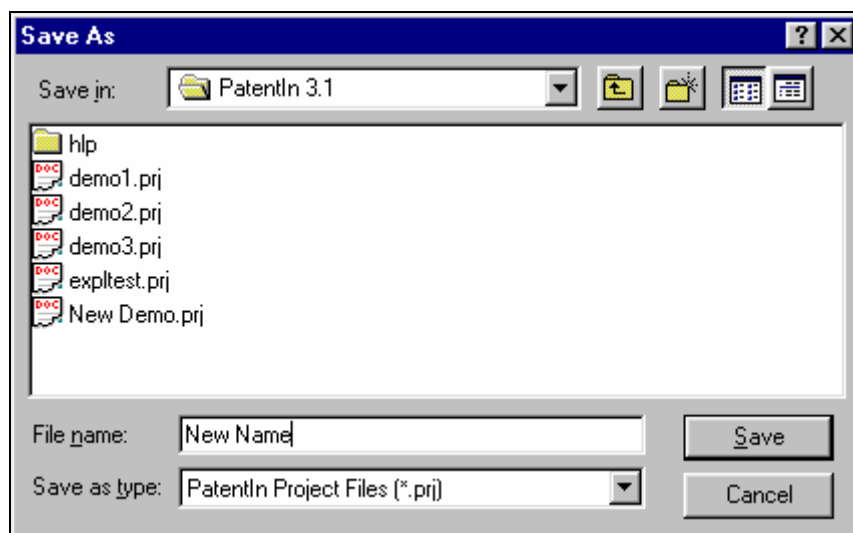 Save As
Save in: PatentIn 3.1
hlp
demo1.prj
demo2.prj
demo3.prj
expltest.prj
New Demo.prj
File name: New Name Save
Save as type: PatentIn Project Files (*.prj) Cancel